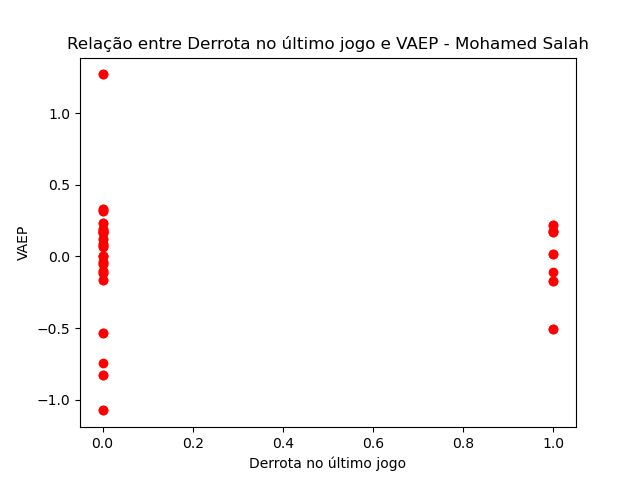 Relação entre Derrota no último jogo e VAEP - Mohamed Salah
1.0
0.5
0.0
−0.5
−1.0
VAEP
0.0 0.2 0.4 0.6 0.8 1.0
Derrota no último jogo